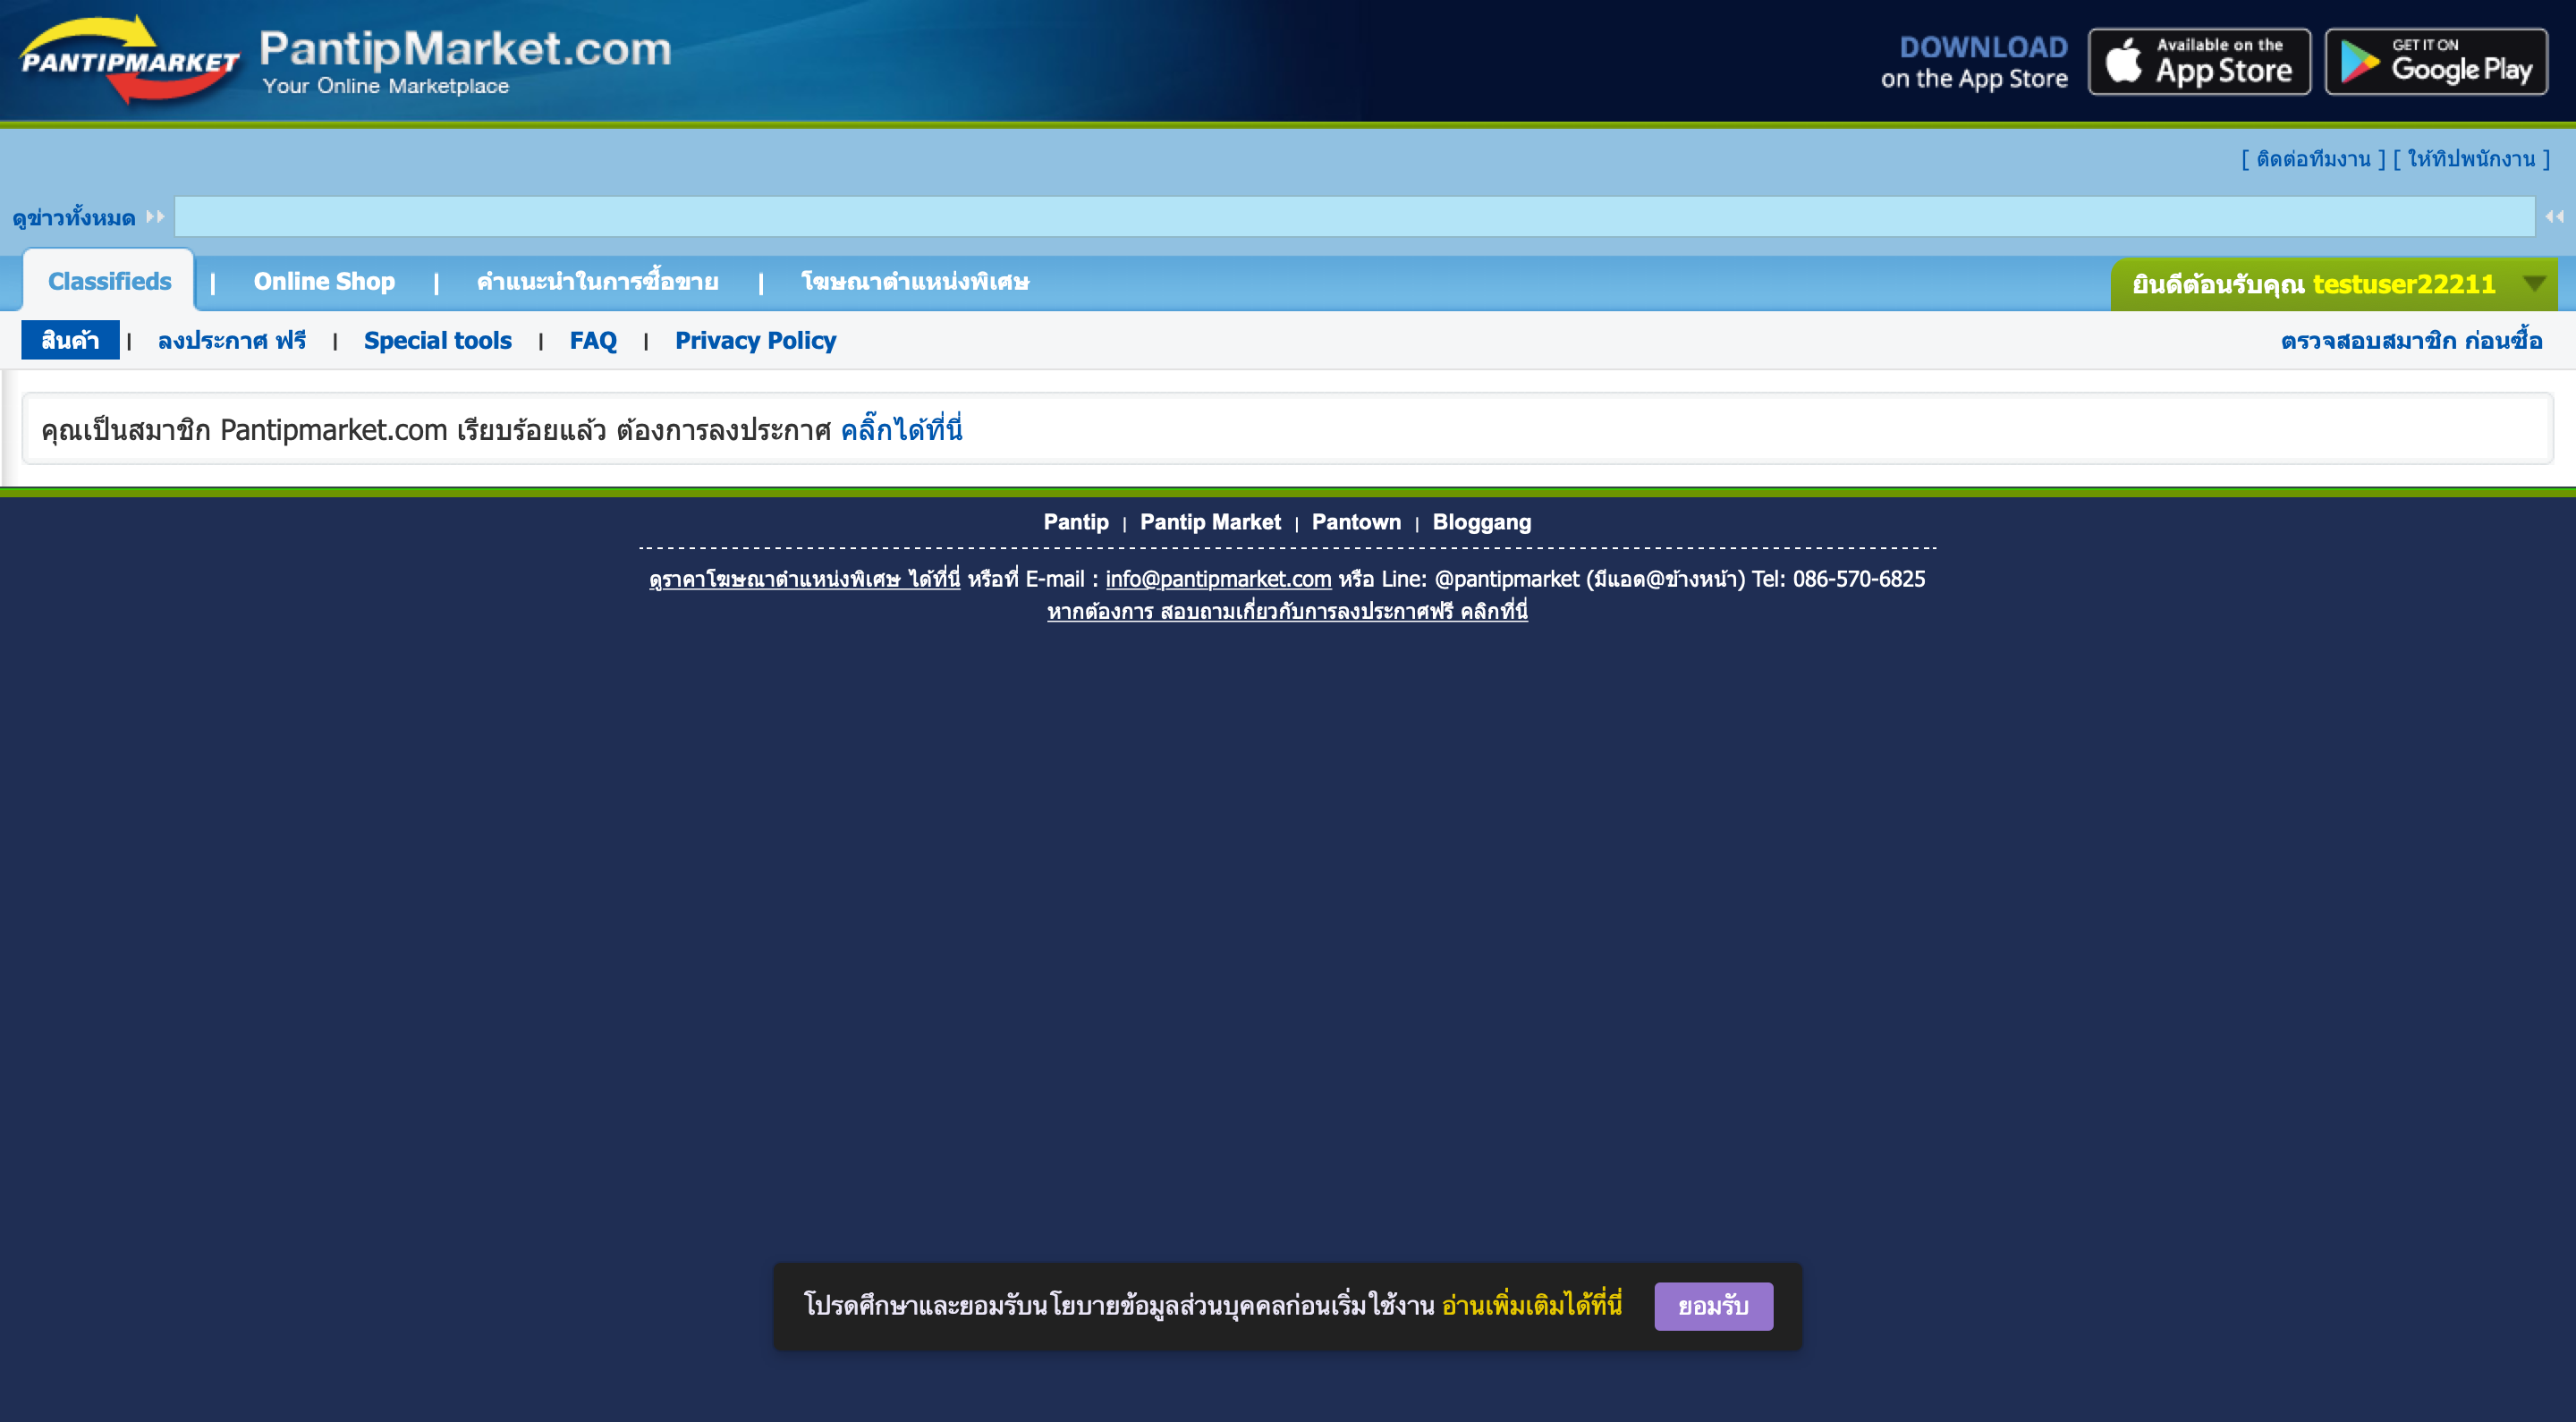 PANTIPMARKET PantipMarket.com
Your Online Marketplace
DOWNLOAD
on the App Store
Available on the
App Store
GET IT ON
Google Play
[ ติดต่อทีมงาน ] [ ให้ทิปพนักงาน ]
ดูข่าวทั้งหมด
Classifieds | Online Shop | คำแนะนำในการซื้อขาย | โฆษณาตำแหน่งพิเศษ
ยินดีต้อนรับคุณ testuser22211
สินค้า | ลงประกาศ ฟรี | Special tools | FAQ | Privacy Policy
ตรวจสอบสมาชิก ก่อนซื้อ
คุณเป็นสมาชิก Pantipmarket.com เรียบร้อยแล้ว ต้องการลงประกาศ คลิ๊กได้ที่นี่
Pantip | Pantip Market | Pantown | Bloggang
ดูราคาโฆษณาตำแหน่งพิเศษ ได้ที่นี่ หรือที่ E-mail : info@pantipmarket.com หรือ Line: @pantipmarket (มีแอด@ข้างหน้า) Tel: 086-570-6825
หากต้องการ สอบถามเกี่ยวกับการลงประกาศฟรี คลิกที่นี่
โปรดศึกษาและยอมรับนโยบายข้อมูลส่วนบุคคลก่อนเริ่มใช้งาน อ่านเพิ่มเติมได้ที่นี่ ยอมรับ